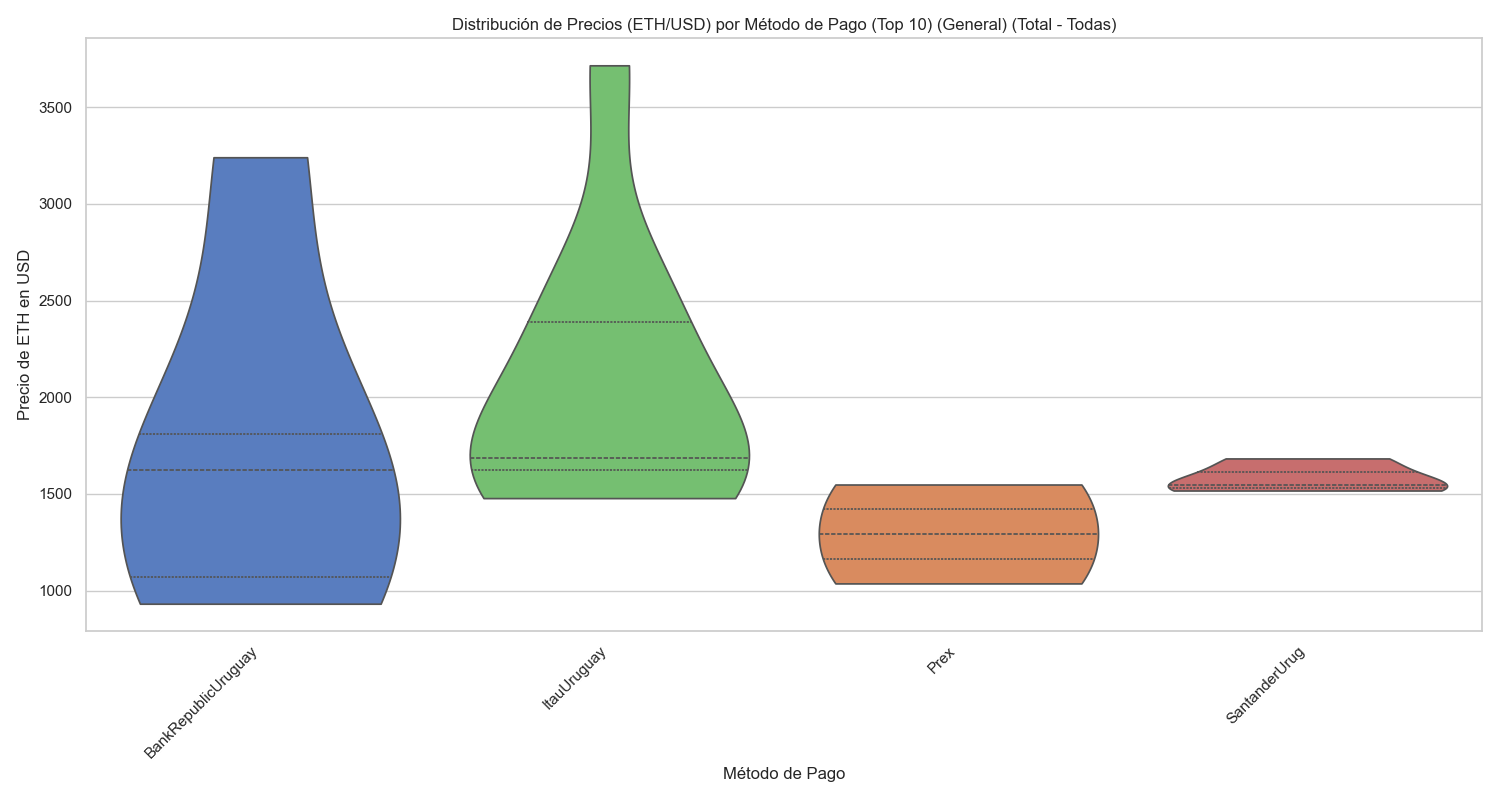 Distribución de Precios (ETH/USD) por Método de Pago (Top 10) (General) (Total - Todas)
Precio de ETH en USD
3500
3000
2500
2000
1500
1000
BankRepublicUruguay
ItauUruguay
Prex
SantanderUrug
Método de Pago